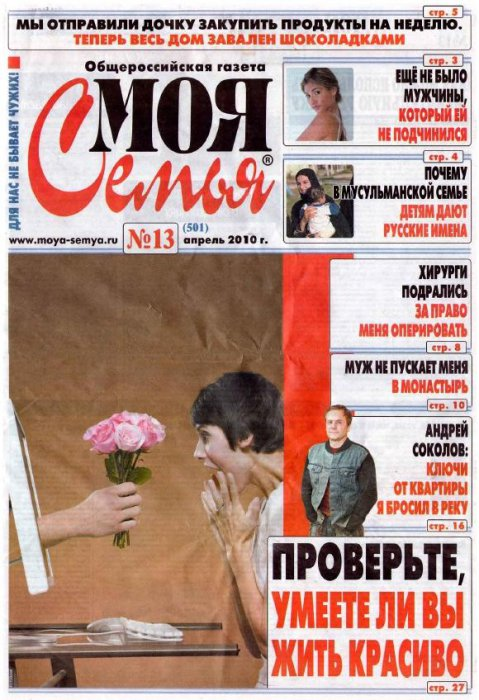 стр. 5
МЫ ОТПРАВИЛИ ДОЧКУ ЗАКУПИТЬ ПРОДУКТЫ НА НЕДЕЛЮ.
ТЕПЕРЬ ВЕСЬ ДОМ ЗАВАЛЕН ШОКОЛАДКАМИ
ДЛЯ НАС НЕ БЫВАЕТ ЧУЖИХ!
Общероссийская газета
МОЯ
Семья®
www.moya-semya.ru
№13
(501)
апрель 2010 г.
стр. 3
ЕЩЁ НЕ БЫЛО
МУЖЧИНЫ,
КОТОРЫЙ ЕЙ
НЕ ПОДЧИНИЛСЯ
стр. 4
ПОЧЕМУ
В МУСУЛЬМАНСКОЙ СЕМЬЕ
ДЕТЯМ ДАЮТ
РУССКИЕ ИМЕНА
ХИРУРГИ
ПОДРАЛИСЬ
ЗА ПРАВО
МЕНЯ ОПЕРИРОВАТЬ
стр. 8
МУЖ НЕ ПУСКАЕТ МЕНЯ
В МОНАСТЫРЬ
стр. 10
АНДРЕЙ
СОКОЛОВ:
КЛЮЧИ
ОТ КВАРТИРЫ
Я БРОСИЛ В РЕКУ
стр. 16
ПРОВЕРЬТЕ,
УМЕЕТЕ ЛИ ВЫ
ЖИТЬ КРАСИВО
стр. 27